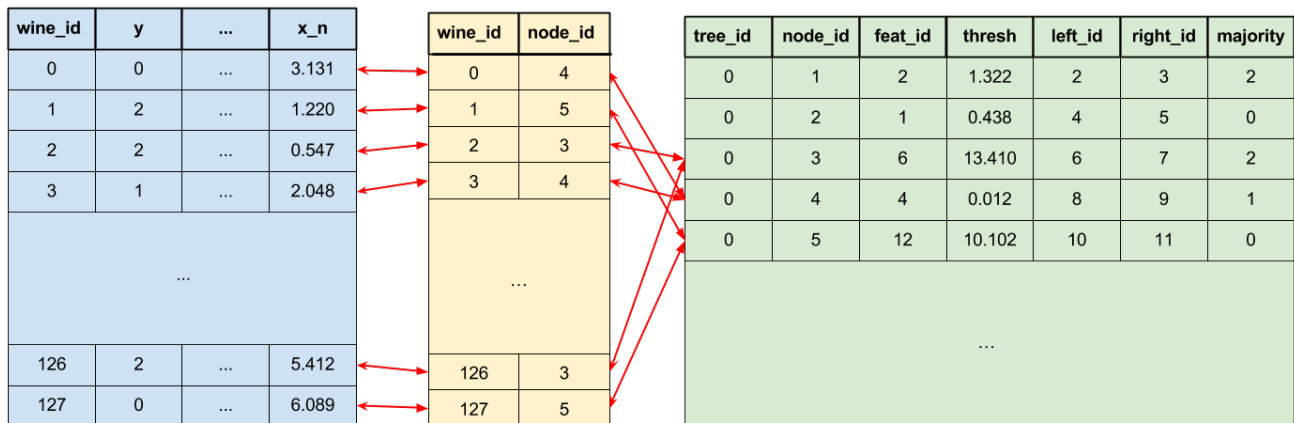 wine_id y ... x_n
0 0 ... 3.131
1 2 ... 1.220
2 2 ... 0.547
3 1 ... 2.048
...
126 2 ... 5.412
127 0 ... 6.089
wine_id node_id
0 4
1 5
2 3
3 4
...
126 3
127 5
tree_id node_id feat_id thresh left_id right_id majority
0 1 2 1.322 2 3 2
0 2 1 0.438 4 5 0
0 3 6 13.410 6 7 2
0 4 4 0.012 8 9 1
0 5 12 10.102 10 11 0
...